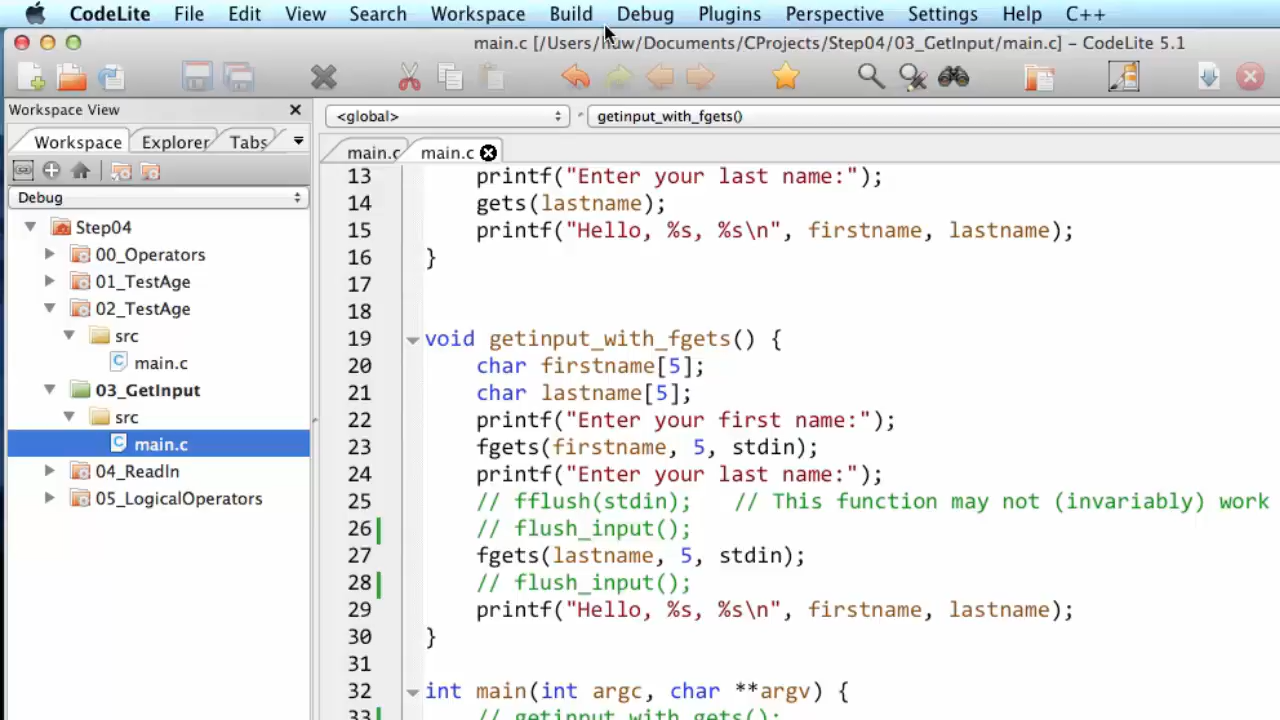 CodeLite File Edit View Search Workspace Build Debug Plugins Perspective Settings Help C++
main.c [/Users/huw/Documents/CProjects/Step04/03_GetInput/main.c] - CodeLite 5.1
Workspace View
<global> getinput_with_fgets()
Workspace Explorer Tabs
main.c main.c
Debug
Step04
00_Operators
01_TestAge
02_TestAge
src
main.c
03_GetInput
src
main.c
04_ReadIn
05_LogicalOperators
13 printf("Enter your last name:");
14 gets(lastname);
15 printf("Hello, %s, %s\n", firstname, lastname);
16 }
17
18
19 void getinput_with_fgets() {
20 char firstname[5];
21 char lastname[5];
22 printf("Enter your first name:");
23 fgets(firstname, 5, stdin);
24 printf("Enter your last name:");
25 // fflush(stdin); // This function may not (invariably) work
26 // flush_input();
27 fgets(lastname, 5, stdin);
28 // flush_input();
29 printf("Hello, %s, %s\n", firstname, lastname);
30 }
31
32 int main(int argc, char **argv) {
33 // getinput_with_gets();